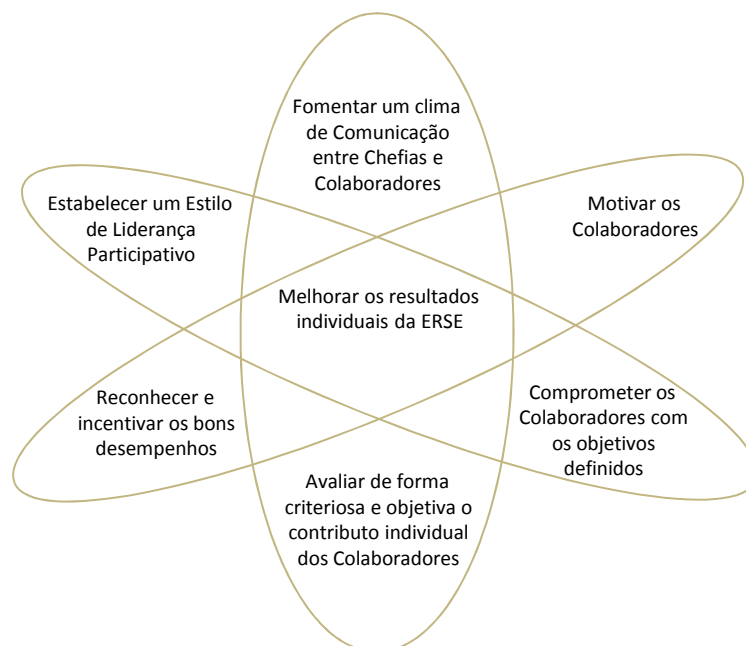 Fomentar um clima
de Comunicação
entre Chefias e
Colaboradores
Estabelecer um Estilo
de Liderança
Participativo
Motivar os
Colaboradores
Melhorar os resultados
individuais da ERSE
Reconhecer e
incentivar os bons
desempenhos
Comprometer os
Colaboradores com
os objetivos
definidos
Avaliar de forma
criteriosa e objetiva o
contributo individual
dos Colaboradores